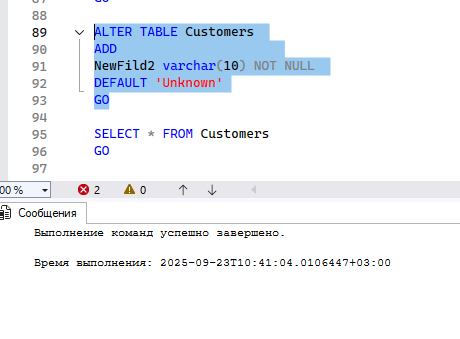 88
89 ALTER TABLE Customers
90 ADD
91 NewFild2 varchar(10) NOT NULL
92 DEFAULT 'Unknown'
93 GO
94
95 SELECT * FROM Customers
96 GO
97
00 % 2 0
Сообщения
Выполнение команд успешно завершено.
Время выполнения: 2025-09-23T10:41:04.0106447+03:00